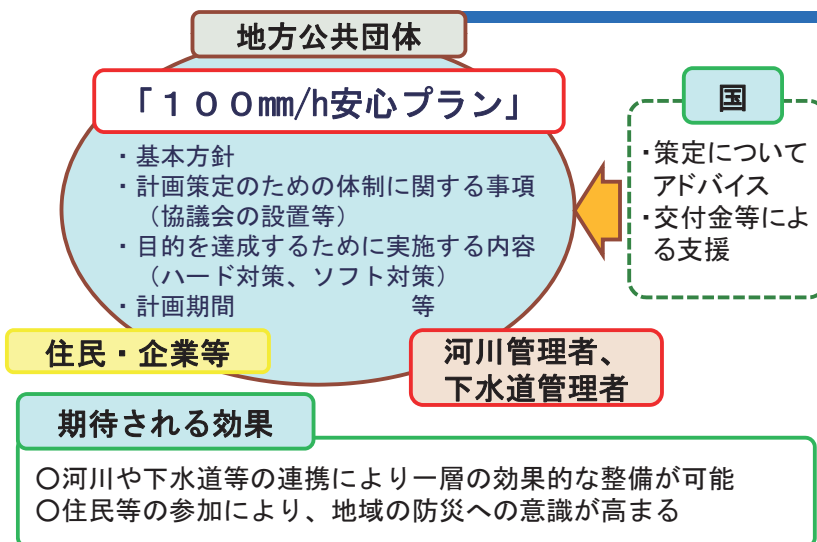 地方公共団体
「１００㎜/h安心プラン」
・基本方針
・計画策定のための体制に関する事項
（協議会の設置等）
・目的を達成するために実施する内容
（ハード対策、ソフト対策）
・計画期間　　　　　　　　等
国
・策定について
アドバイス
・交付金等によ
る支援
住民・企業等
河川管理者、
下水道管理者
期待される効果
〇河川や下水道等の連携により一層の効果的な整備が可能
〇住民等の参加により、地域の防災への意識が高まる